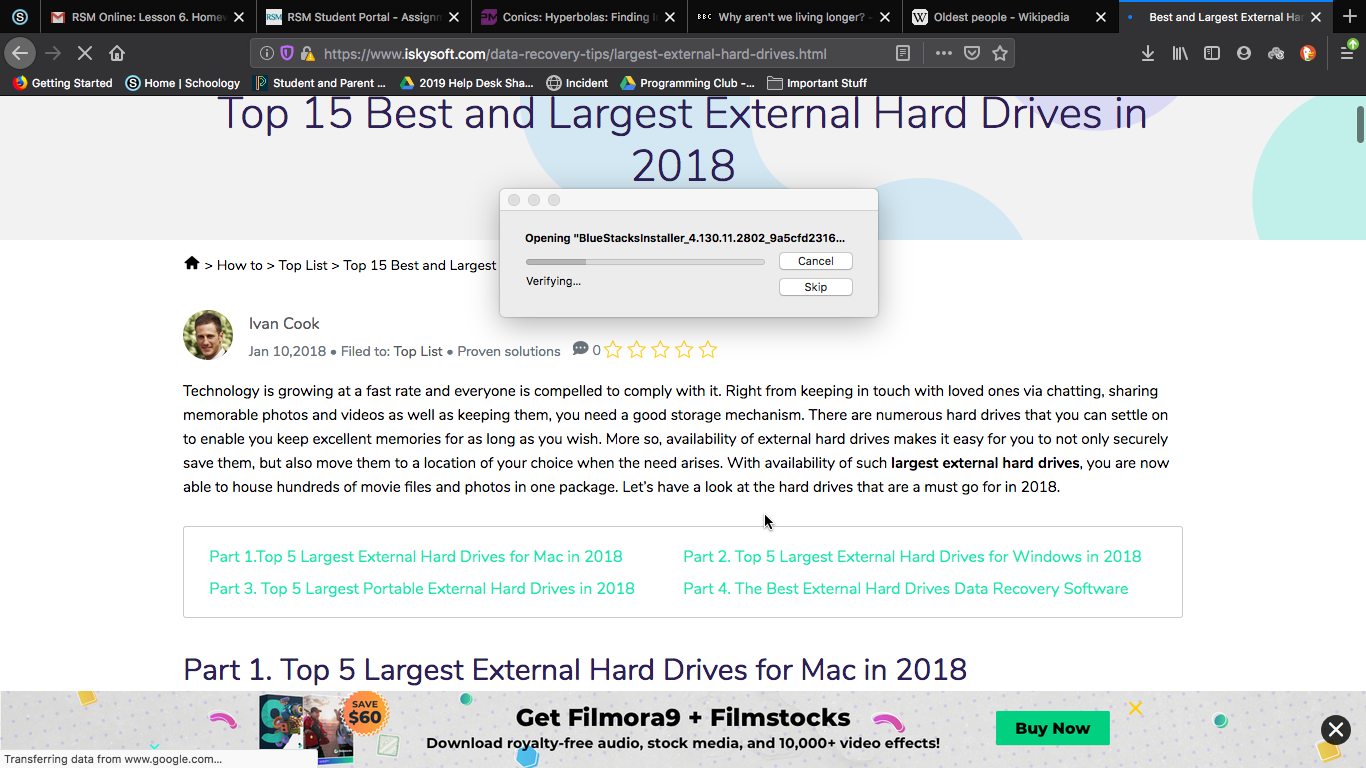 RSM Online: Lesson 6. Home
RSM Student Portal - Assignm
Conics: Hyperbolas: Finding
BBC Why aren't we living longer? -
W Oldest people - Wikipedia
Best and Largest External Har
https://www.iskysoft.com/data-recovery-tips/largest-external-hard-drives.html
Getting Started
S Home | Schoology
Student and Parent ...
2019 Help Desk Sha...
Incident
Programming Club -...
Important Stuff
Top 15 Best and Largest External Hard Drives in
2018
Opening "BlueStacksInstaller_4.130.11.2802_9a5cfd2316...
Cancel
Verifying...
Skip
> How to > Top List > Top 15 Best and Largest
Ivan Cook
Jan 10,2018 • Filed to: Top List • Proven solutions 0
Technology is growing at a fast rate and everyone is compelled to comply with it. Right from keeping in touch with loved ones via chatting, sharing
memorable photos and videos as well as keeping them, you need a good storage mechanism. There are numerous hard drives that you can settle on
to enable you keep excellent memories for as long as you wish. More so, availability of external hard drives makes it easy for you to not only securely
save them, but also move them to a location of your choice when the need arises. With availability of such largest external hard drives, you are now
able to house hundreds of movie files and photos in one package. Let's have a look at the hard drives that are a must go for in 2018.
Part 1.Top 5 Largest External Hard Drives for Mac in 2018
Part 2. Top 5 Largest External Hard Drives for Windows in 2018
Part 3. Top 5 Largest Portable External Hard Drives in 2018
Part 4. The Best External Hard Drives Data Recovery Software
Part 1. Top 5 Largest External Hard Drives for Mac in 2018
SAVE
$60
Get Filmora9 + Filmstocks
Download royalty-free audio, stock media, and 10,000+ video effects!
Buy Now
Transferring data from www.google.com...